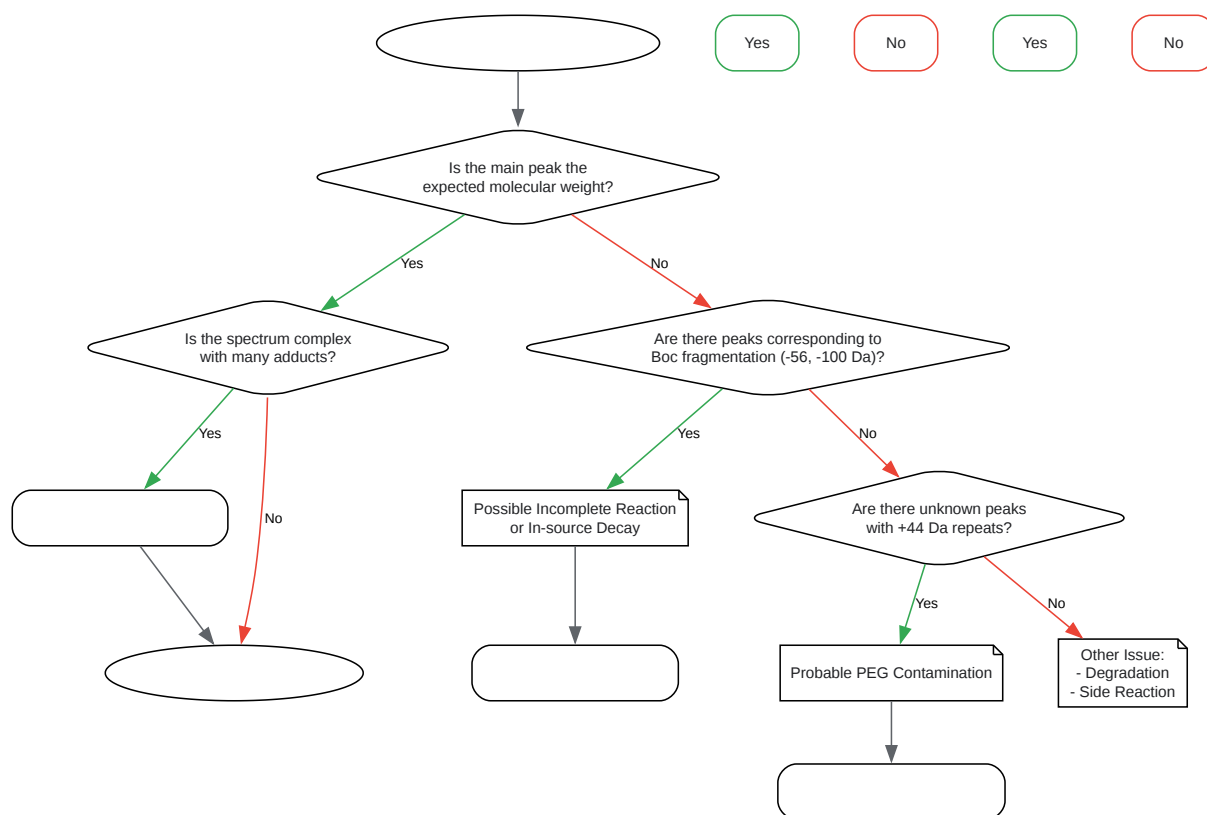 Yes
No
Yes
No
Is the main peak the
expected molecular weight?
Yes
No
Is the spectrum complex
with many adducts?
Are there peaks corresponding to
Boc fragmentation (-56, -100 Da)?
Yes
No
Yes
No
Possible Incomplete Reaction
or In-source Decay
Are there unknown peaks
with +44 Da repeats?
Yes
No
Probable PEG Contamination
Other Issue:
- Degradation
- Side Reaction